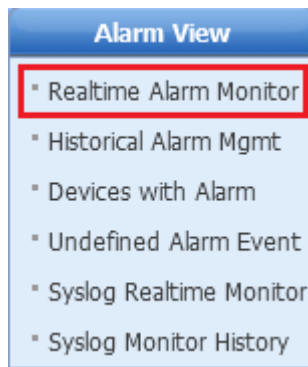 Alarm View
Realtime Alarm Monitor
Historical Alarm Mgmt
Devices with Alarm
Undefined Alarm Event
Syslog Realtime Monitor
Syslog Monitor History